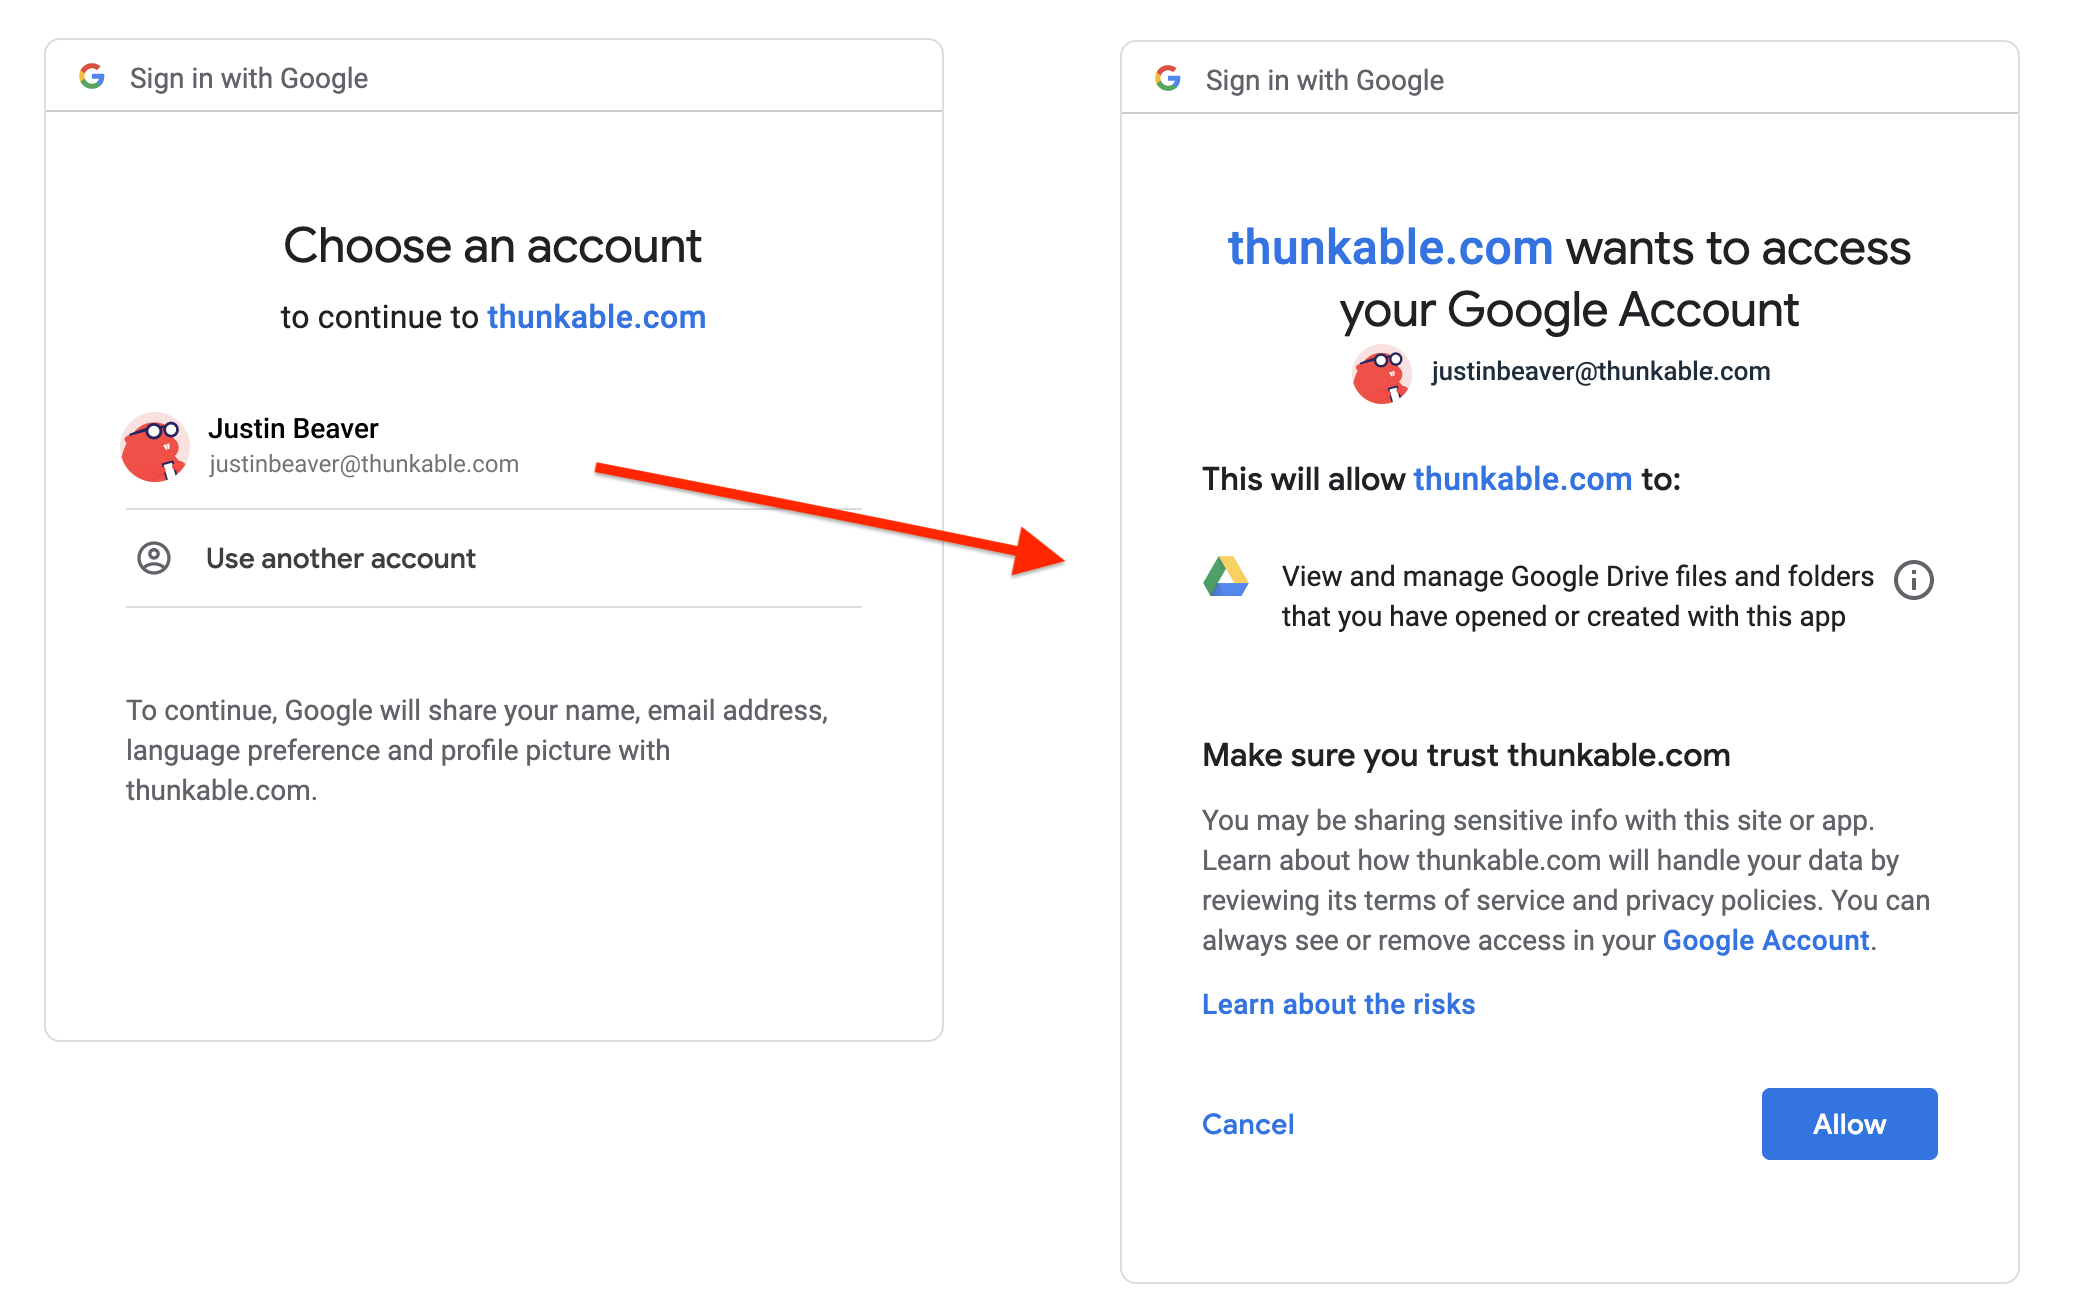 Sign in with Google
Choose an account
to continue to thunkable.com
Justin Beaver
justinbeaver@thunkable.com
Use another account
To continue, Google will share your name, email address,
language preference and profile picture with
thunkable.com.
Sign in with Google
thunkable.com wants to access
your Google Account
justinbeaver@thunkable.com
This will allow thunkable.com to:
View and manage Google Drive files and folders
that you have opened or created with this app
Make sure you trust thunkable.com
You may be sharing sensitive info with this site or app.
Learn about how thunkable.com will handle your data by
reviewing its terms of service and privacy policies. You can
always see or remove access in your Google Account.
Learn about the risks
Cancel
Allow